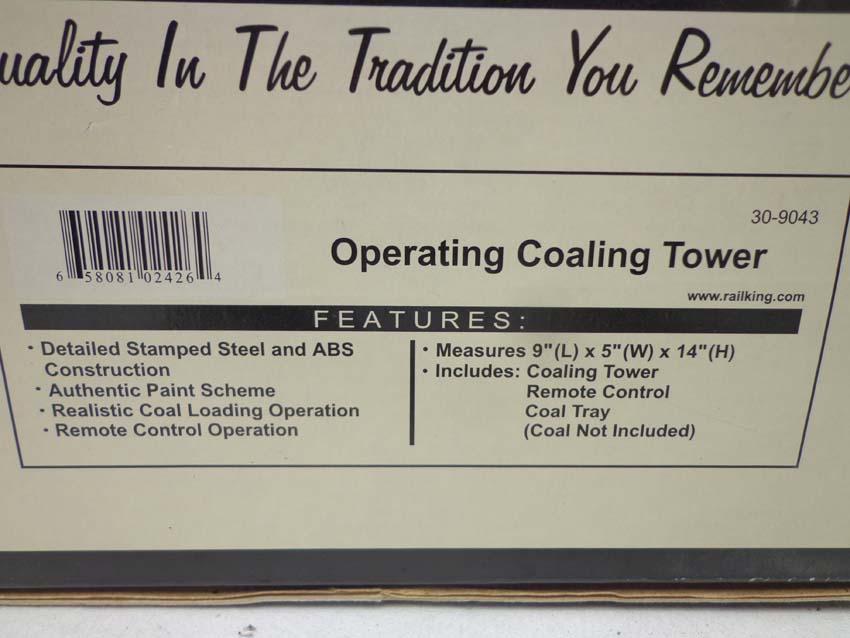 uality In The Tradition You Remembe
30-9043
Operating Coaling Tower
6 58081 02426 4
www.railking.com
FEATURES:
· Detailed Stamped Steel and ABS
Construction
· Authentic Paint Scheme
· Realistic Coal Loading Operation
· Remote Control Operation
· Measures 9"(L) x 5"(W) x 14"(H)
· Includes: Coaling Tower
Remote Control
Coal Tray
(Coal Not Included)